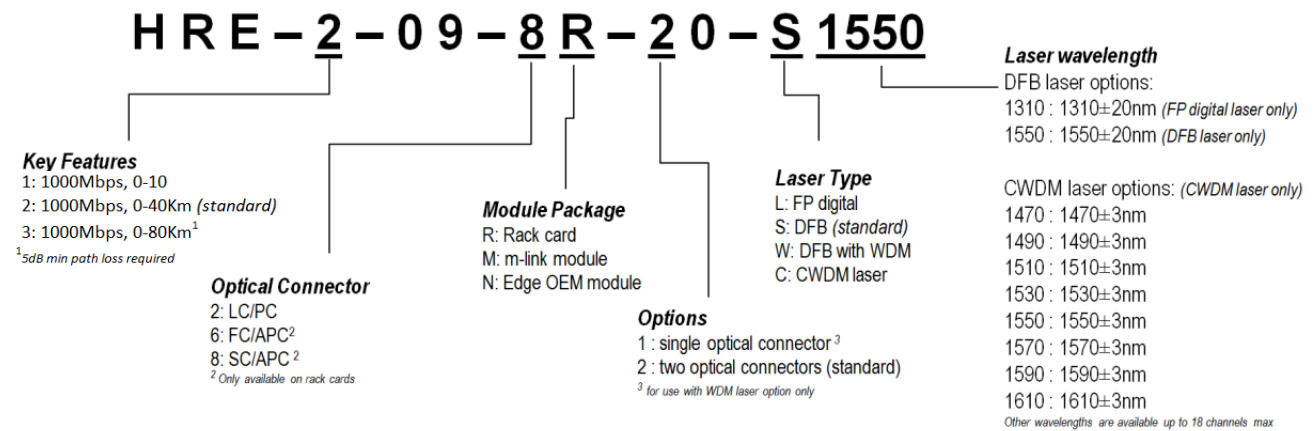 HRE–2–09–8R–20–S1550
Key Features
1: 1000Mbps, 0-10
2: 1000Mbps, 0-40Km (standard)
3: 1000Mbps, 0-80Km¹
¹5dB min path loss required
Optical Connector
2: LC/PC
6: FC/APC²
8: SC/APC ²
² Only available on rack cards
Module Package
R: Rack card
M: m-link module
N: Edge OEM module
Options
1 : single optical connector ³
2 : two optical connectors (standard)
³ for use with WDM laser option only
Laser Type
L: FP digital
S: DFB (standard)
W: DFB with WDM
C: CWDM laser
Laser wavelength
DFB laser options:
1310 : 1310±20nm (FP digital laser only)
1550 : 1550±20nm (DFB laser only)
CWDM laser options: (CWDM laser only)
1470 : 1470±3nm
1490 : 1490±3nm
1510 : 1510±3nm
1530 : 1530±3nm
1550 : 1550±3nm
1570 : 1570±3nm
1590 : 1590±3nm
1610 : 1610±3nm
Other wavelengths are available up to 18 channels max